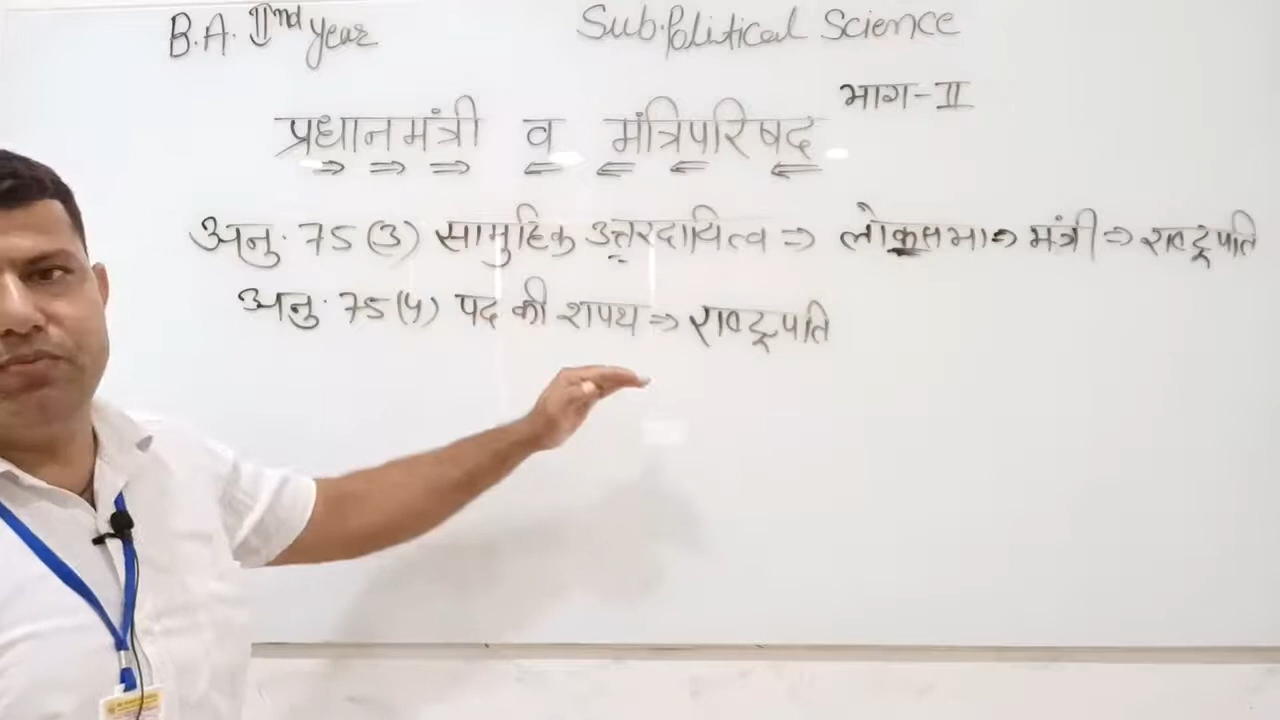 B.A. IInd Year
Sub. Political Science
भाग-II
प्रधानमंत्री व मंत्रिपरिषद
अनु. 75(3) सामुहिक उत्तरदायित्व ⇒ लोकसभा ⇒ मंत्री ⇒ राष्ट्रपति
अनु. 75(4) पद की शपथ ⇒ राष्ट्रपति